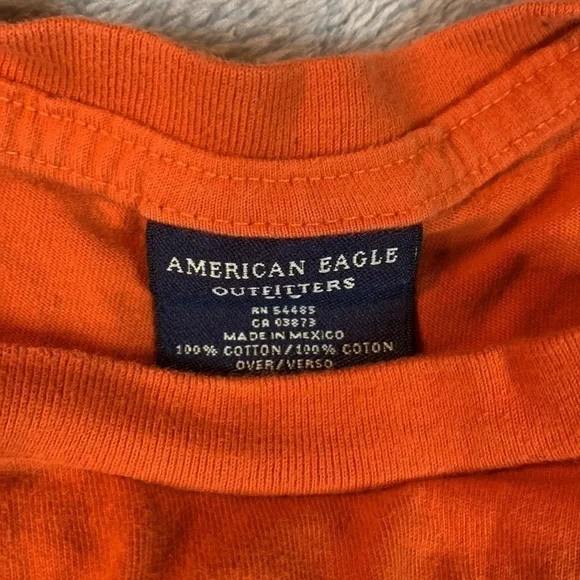 AMERICAN EAGLE
OUTFITTERS
RN 54485
CA 03873
MADE IN MEXICO
100% COTTON/100% COTON
OVER/VERSO